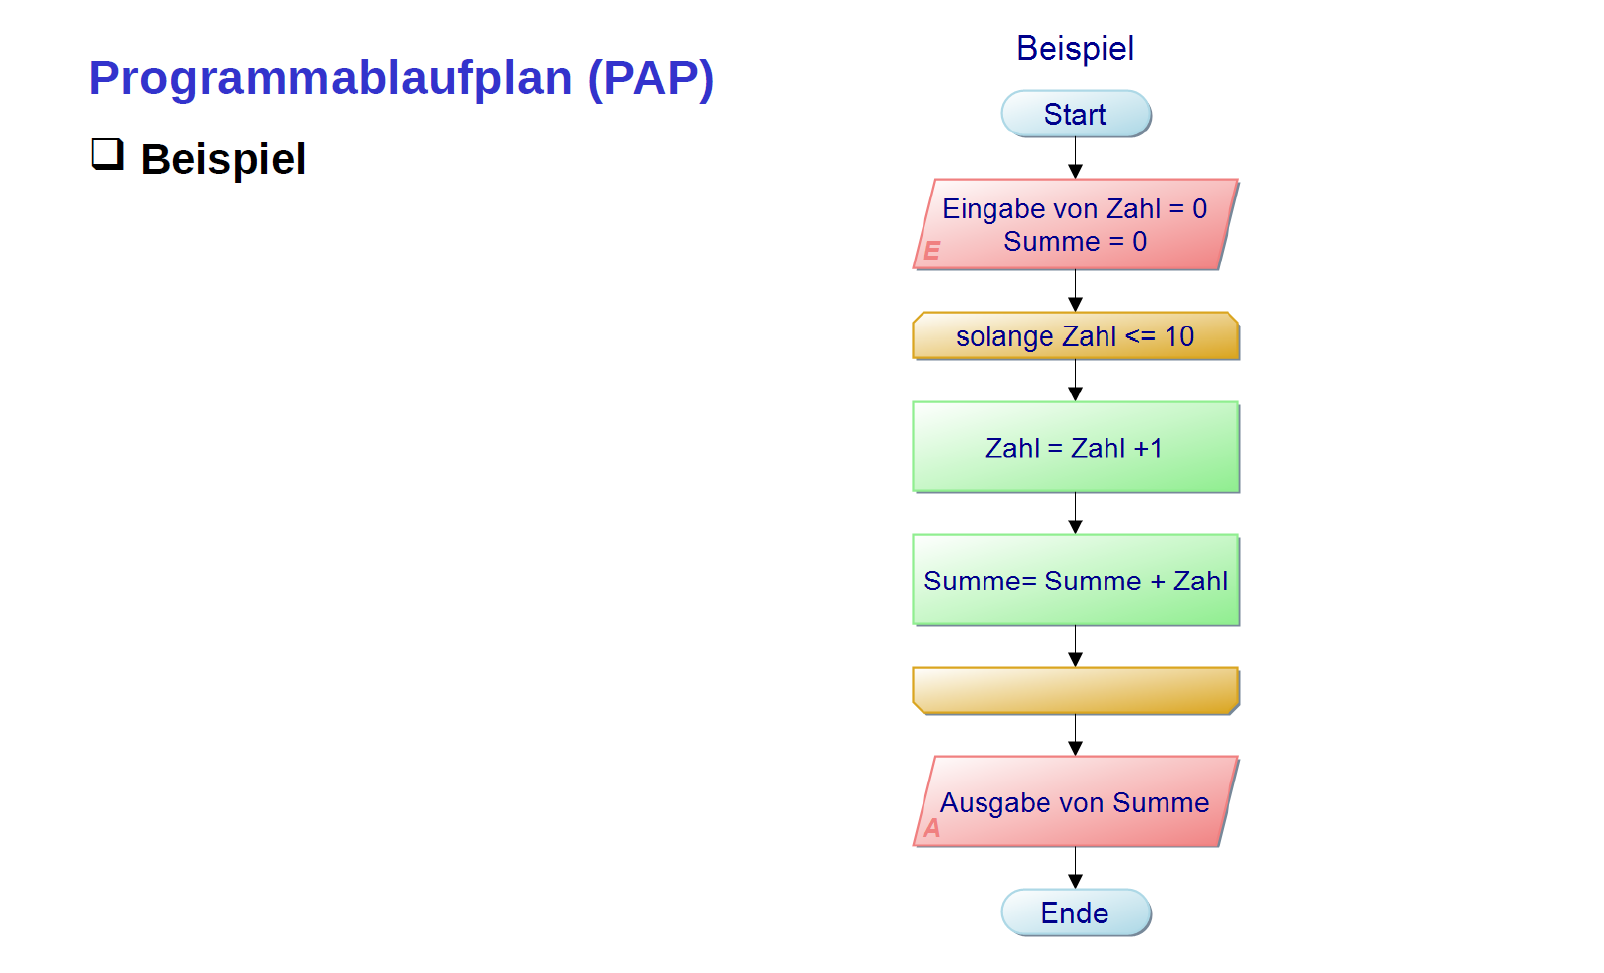 Programmablaufplan (PAP)
❑ Beispiel
Beispiel
Start
Eingabe von Zahl = 0
Summe = 0
E
solange Zahl <= 10
Zahl = Zahl +1
Summe= Summe + Zahl
Ausgabe von Summe
A
Ende